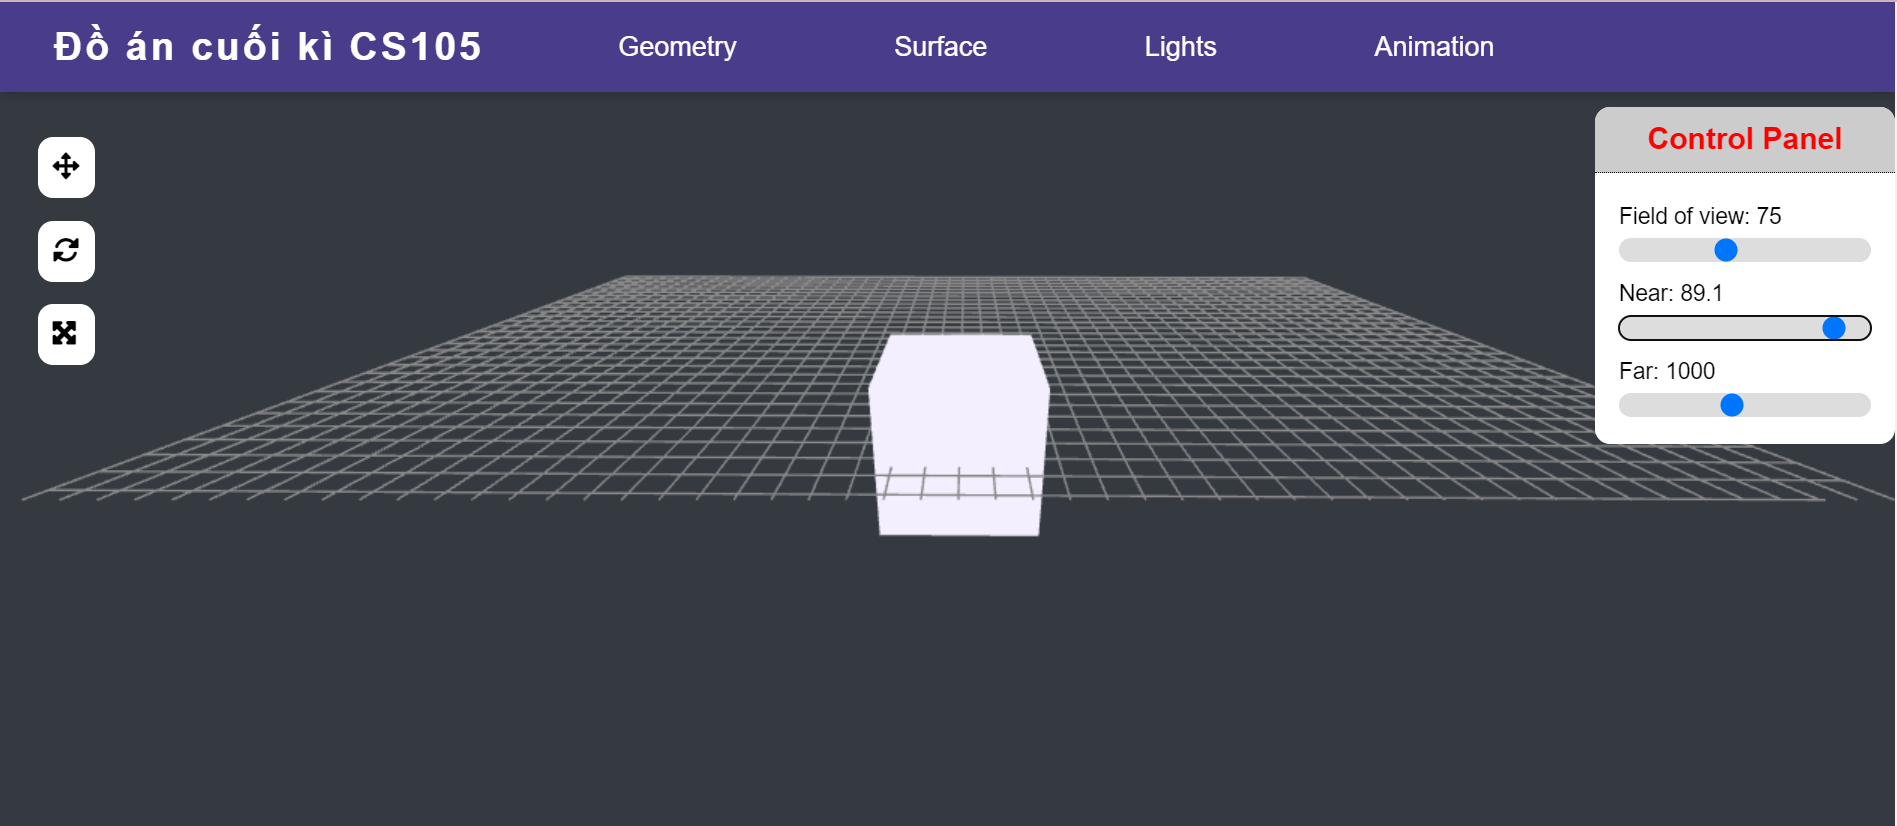 Đồ án cuối kì CS105
Geometry
Surface
Lights
Animation
Control Panel
Field of view: 75
Near: 89.1
Far: 1000